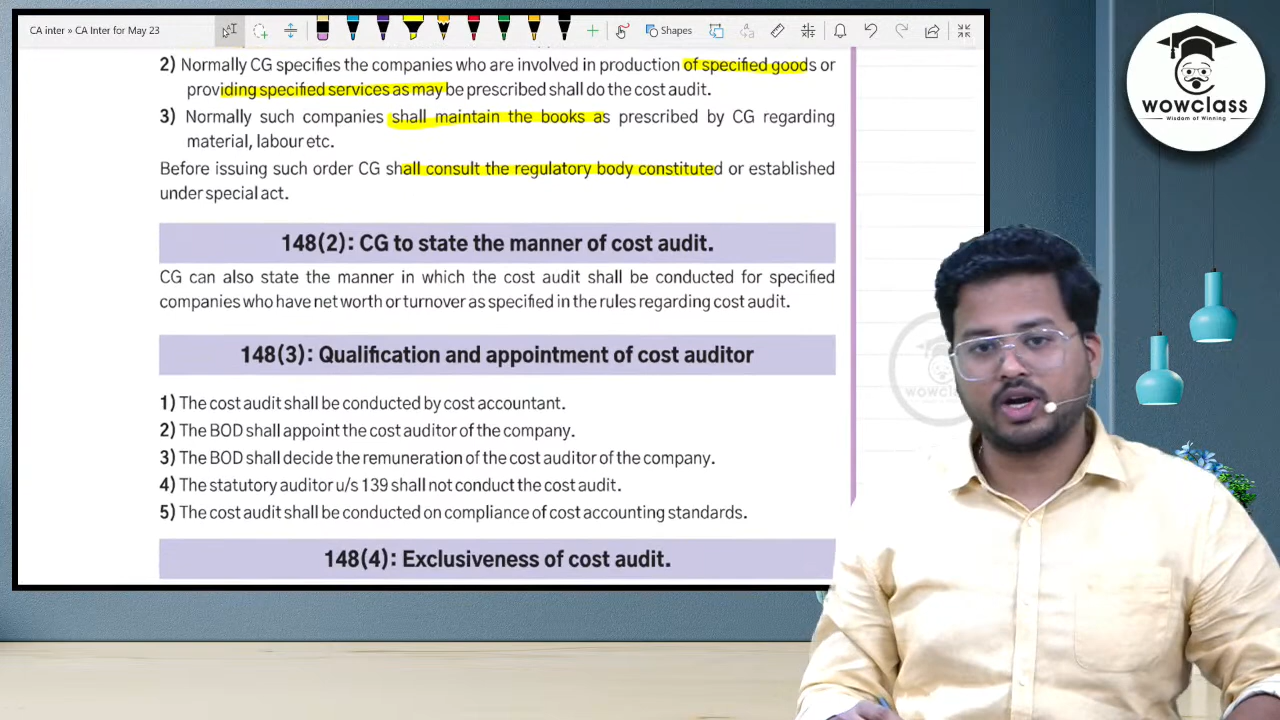 CA inter » CA Inter for May 23
Shapes
2) Normally CG specifies the companies who are involved in production of specified goods or
providing specified services as may be prescribed shall do the cost audit.
3) Normally such companies shall maintain the books as prescribed by CG regarding
material, labour etc.
Before issuing such order CG shall consult the regulatory body constituted or established
under special act.
148(2): CG to state the manner of cost audit.
CG can also state the manner in which the cost audit shall be conducted for specified
companies who have net worth or turnover as specified in the rules regarding cost audit.
148(3): Qualification and appointment of cost auditor
1) The cost audit shall be conducted by cost accountant.
2) The BOD shall appoint the cost auditor of the company.
3) The BOD shall decide the remuneration of the cost auditor of the company.
4) The statutory auditor u/s 139 shall not conduct the cost audit.
5) The cost audit shall be conducted on compliance of cost accounting standards.
148(4): Exclusiveness of cost audit.
wowclass
Wisdom of Winning
wowclass